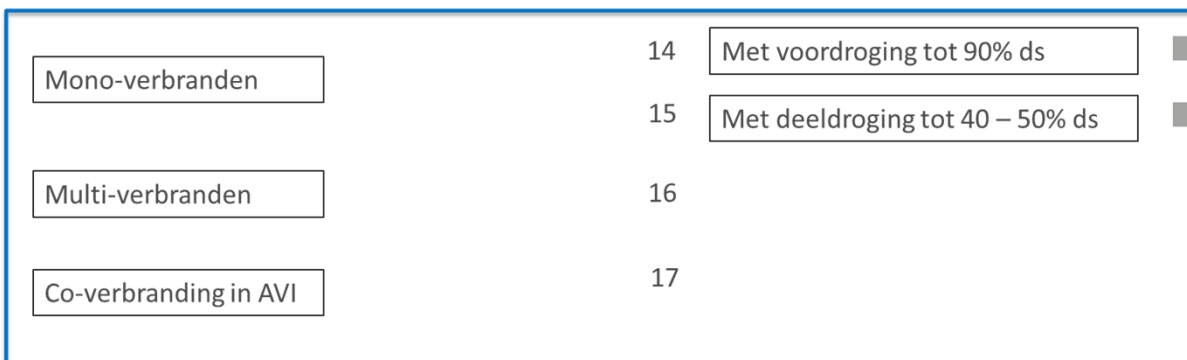 14 Met voordroging tot 90% ds
Mono-verbranden
15 Met deeldroging tot 40 – 50% ds
Multi-verbranden 16
Co-verbranding in AVI 17